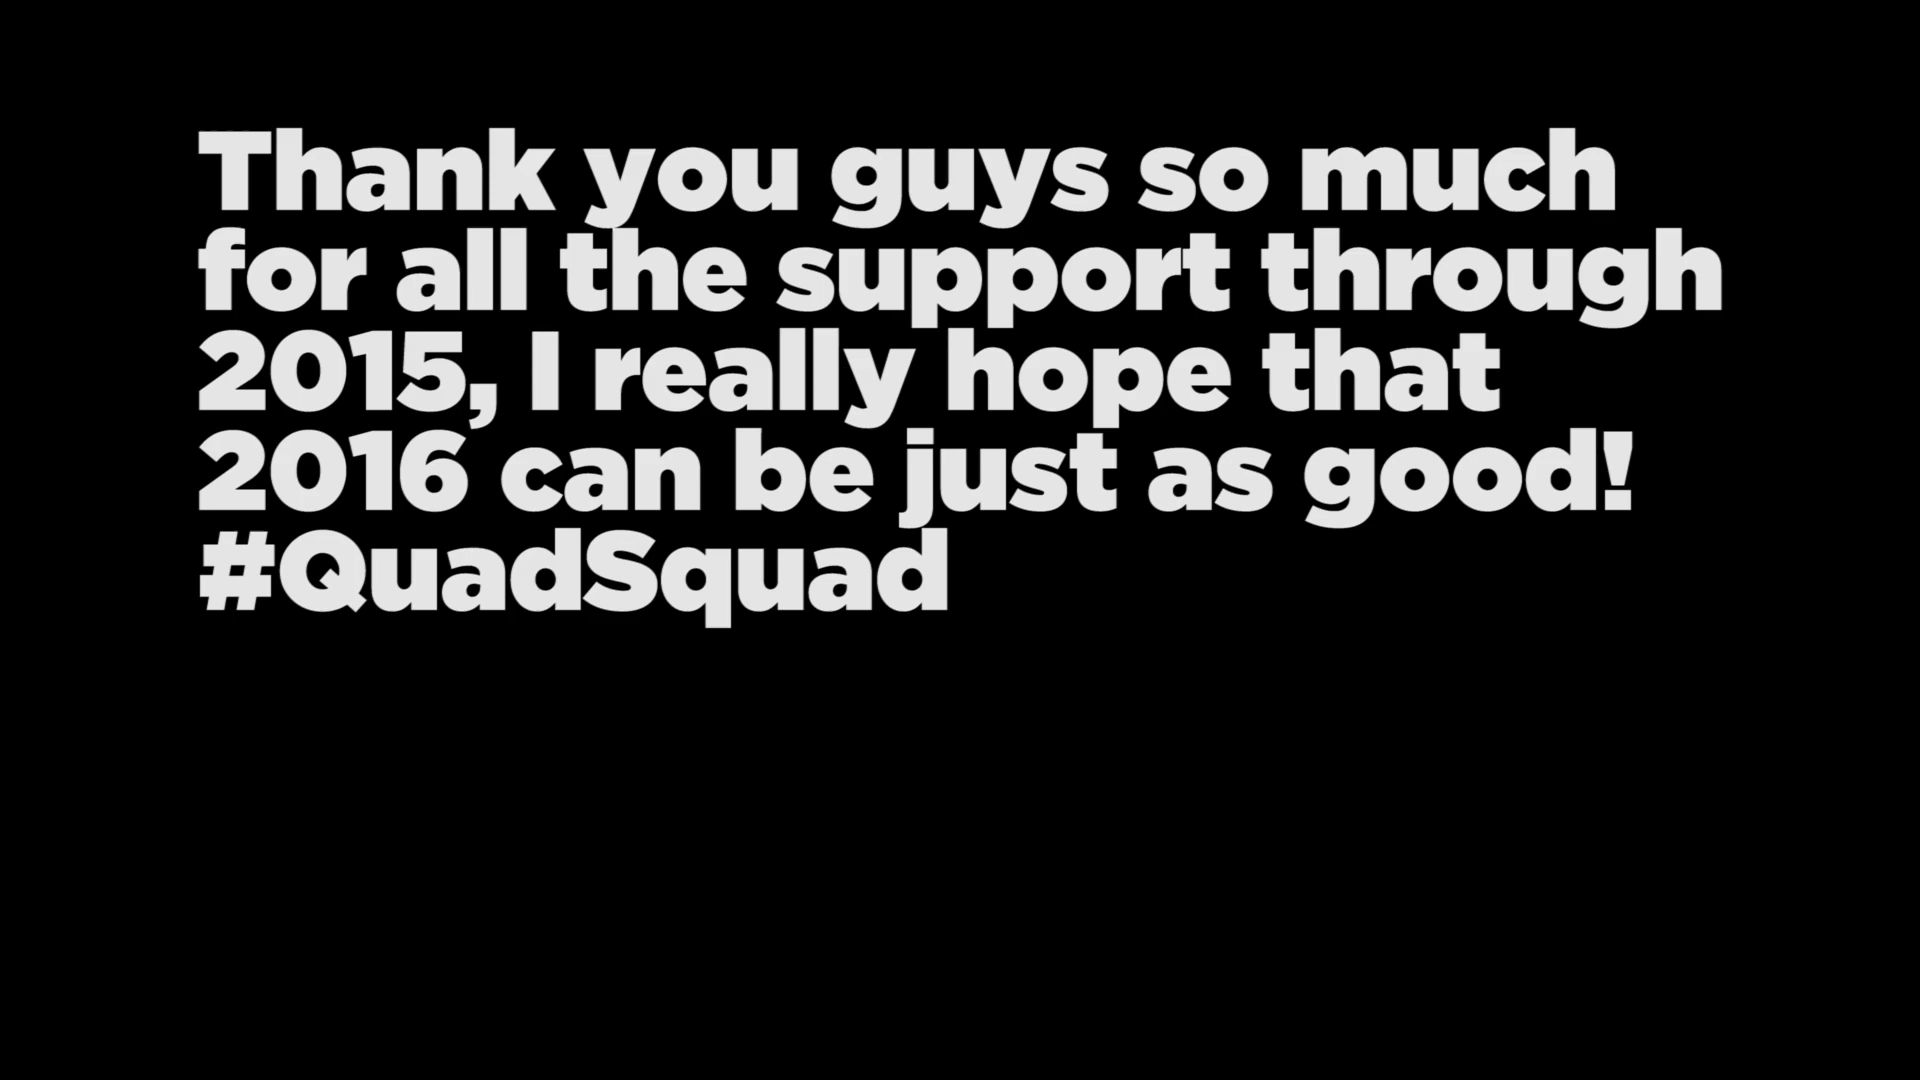 Thank you guys so much
for all the support through
2015, I really hope that
2016 can be just as good!
#QuadSquad